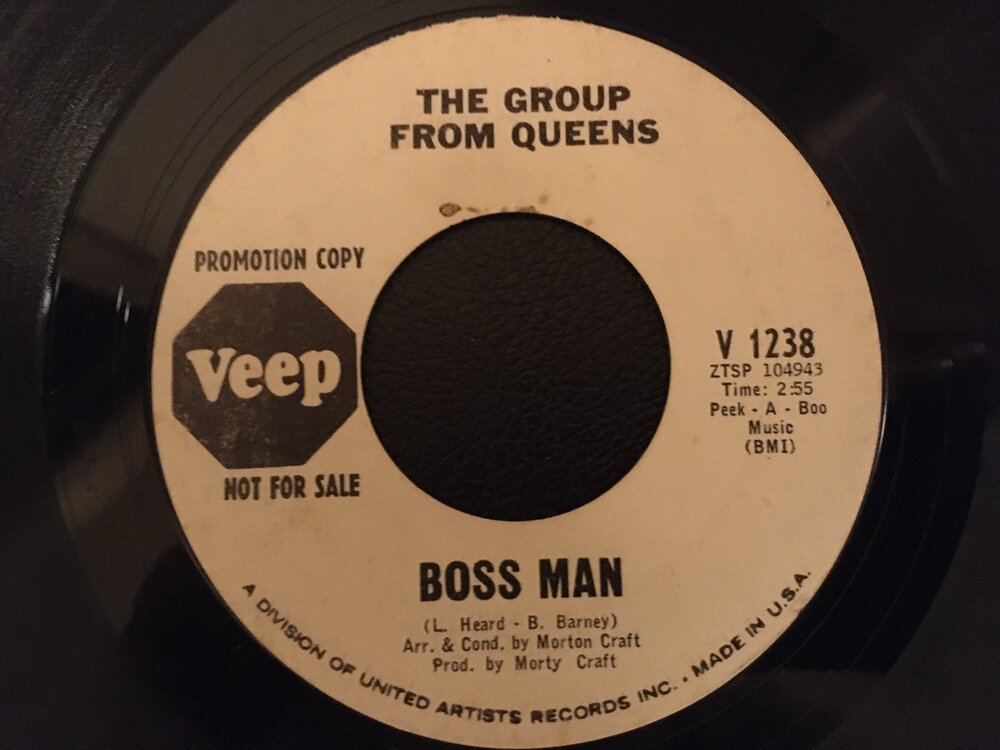 THE GROUP
FROM QUEENS
PROMOTION COPY
veep
NOT FOR SALE
V 1238
ZTSP 104943
Time: 2:55
Peek - A - Boo
Music
(BMI)
BOSS MAN
(L. Heard - B. Barney)
Arr. & Cond. by Morton Craft
Prod. by Morty Craft
A DIVISION OF UNITED ARTISTS RECORDS INC. • MADE IN U.S.A.